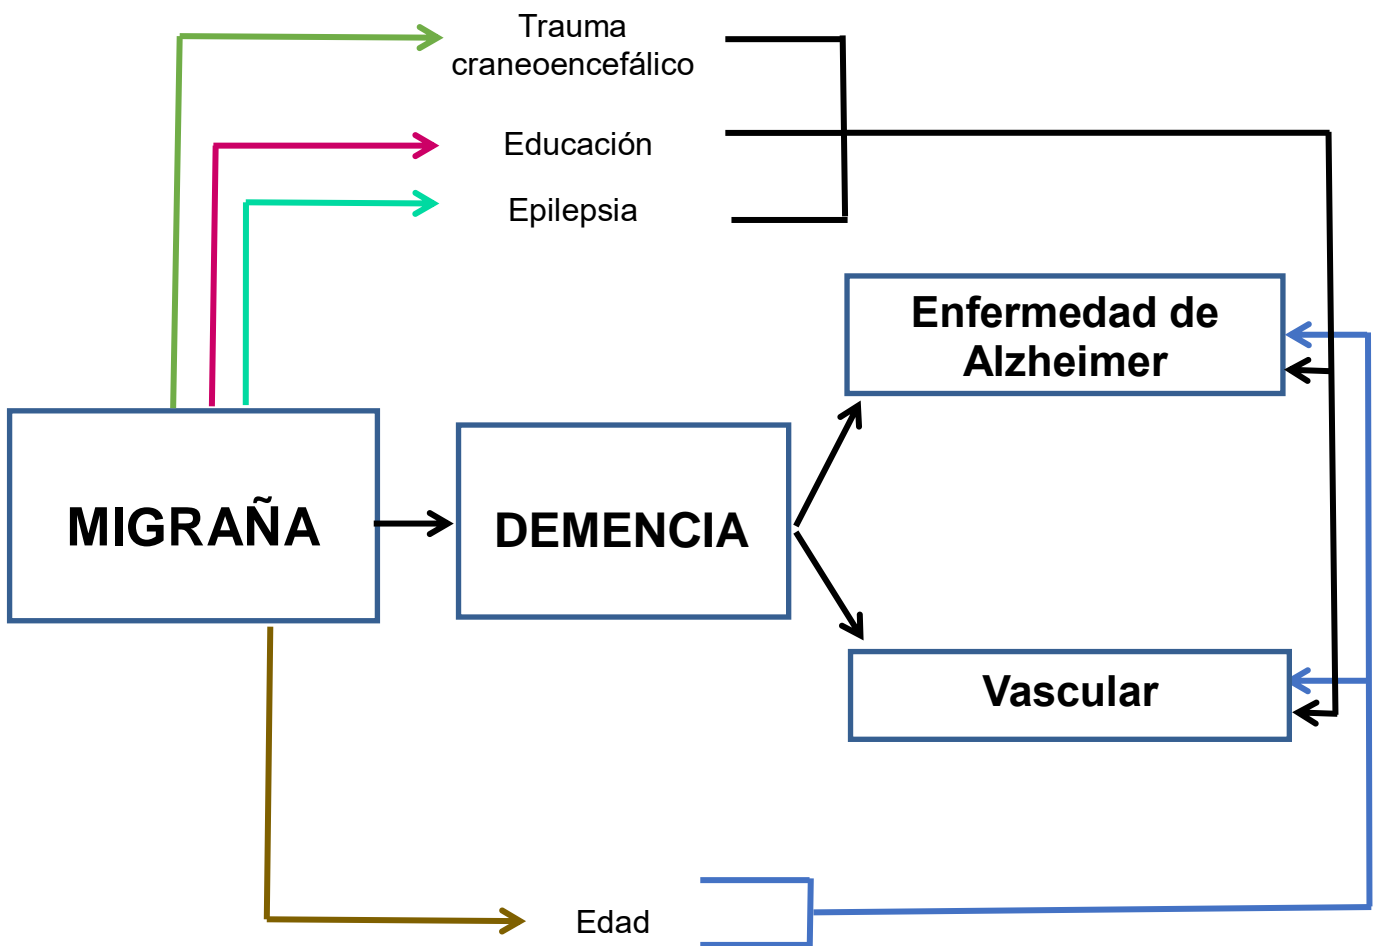 Trauma
craneoencefálico
Educación
Epilepsia
Enfermedad de
Alzheimer
MIGRAÑA
DEMENCIA
Vascular
Edad